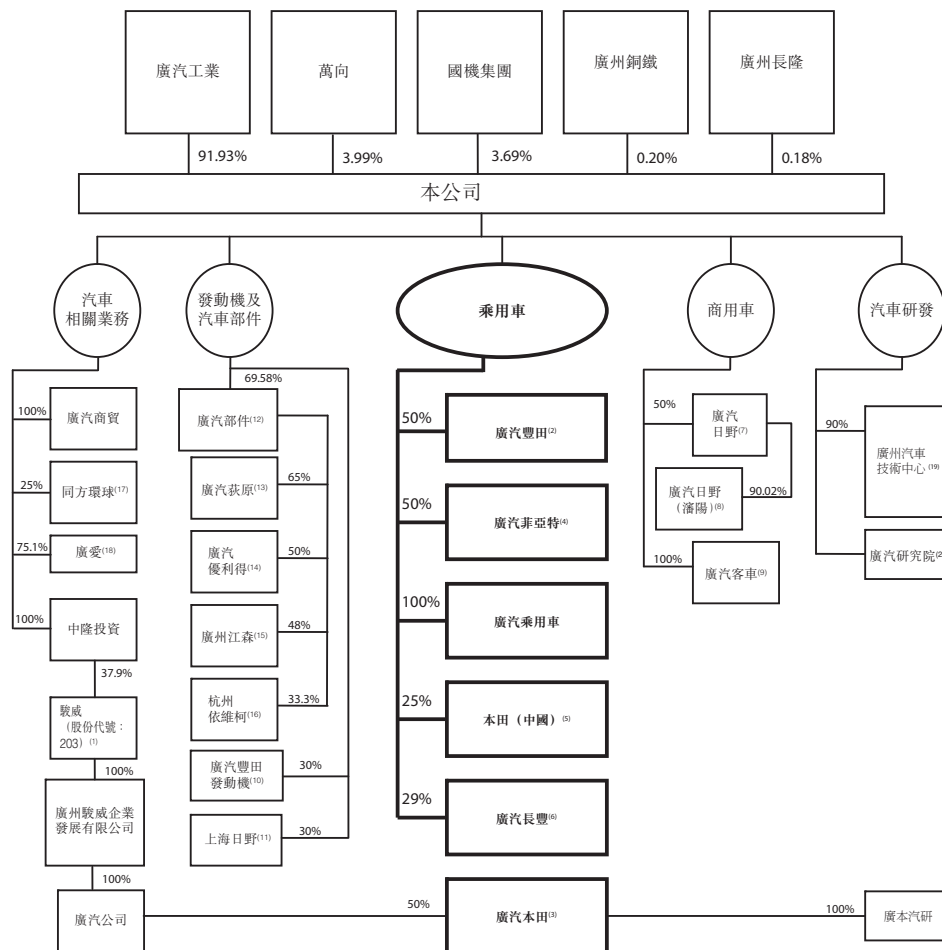 廣汽工業
萬向
國機集團
廣州銅鐵
廣州長隆
91.93%
3.99%
3.69%
0.20%
0.18%
本公司
汽車
相關業務
發動機及
汽車部件
乘用車
商用車
汽車研發
100%
廣汽商貿
25%
同方環球(17)
75.1%
廣愛(18)
100%
中隆投資
37.9%
駿威
(股份代號：
203)(1)
100%
廣州駿威企業
發展有限公司
100%
廣汽公司
69.58%
廣汽部件(12)
廣汽荻原(13)
65%
廣汽
優利得(14)
50%
廣州江森(15)
48%
杭州
依維柯(16)
33.3%
廣汽豐田
發動機(10)
30%
上海日野(11)
30%
50%
廣汽豐田(2)
50%
廣汽菲亞特(4)
100%
廣汽乘用車
25%
本田（中國）(5)
29%
廣汽長豐(6)
50%
廣汽本田(3)
100%
廣本汽研
50%
廣汽
日野(7)
廣汽日野
（瀋陽）(8)
90.02%
100%
廣汽客車(9)
90%
廣州汽車
技術中心(19)
廣汽研究院